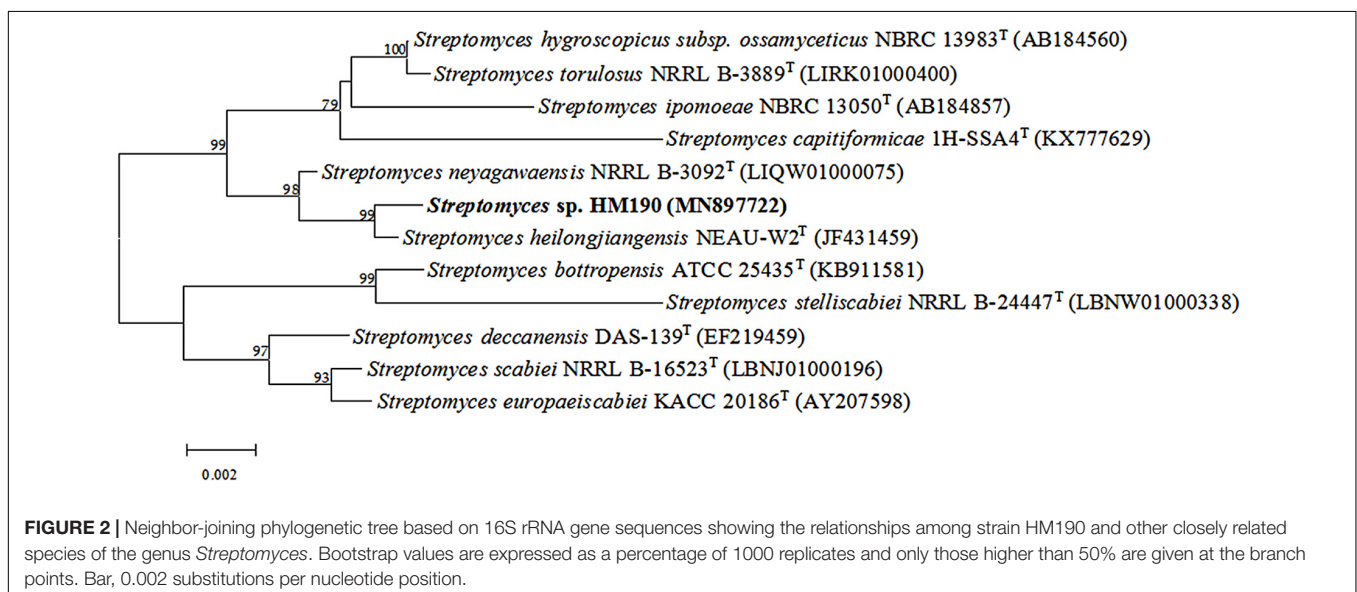 100 Streptomyces hygroscopicus subsp. ossamyceticus NBRC 13983T (AB184560)
Streptomyces torulosus NRRL B-3889T (LIRK01000400)
79 Streptomyces ipomoeae NBRC 13050T (AB184857)
Streptomyces capitiformicae 1H-SSA4T (KX777629)
99
Streptomyces neyagawaensis NRRL B-3092T (LIQW01000075)
98
Streptomyces sp. HM190 (MN897722)
99
Streptomyces heilongjiangensis NEAU-W2T (JF431459)
Streptomyces bottropensis ATCC 25435T (KB911581)
99
Streptomyces stelliscabiei NRRL B-24447T (LBNW01000338)
Streptomyces deccanensis DAS-139T (EF219459)
97
Streptomyces scabiei NRRL B-16523T (LBNJ01000196)
93
Streptomyces europaeiscabiei KACC 20186T (AY207598)
0.002
FIGURE 2 | Neighbor-joining phylogenetic tree based on 16S rRNA gene sequences showing the relationships among strain HM190 and other closely related
species of the genus Streptomyces. Bootstrap values are expressed as a percentage of 1000 replicates and only those higher than 50% are given at the branch
points. Bar, 0.002 substitutions per nucleotide position.